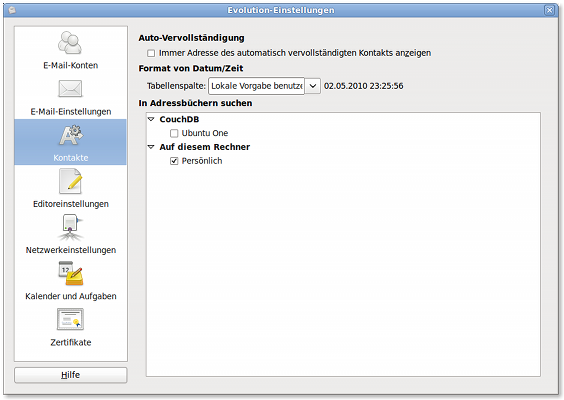 Evolution-Einstellungen
E-Mail-Konten
E-Mail-Einstellungen
Kontakte
Editoreinstellungen
Netzwerkeinstellungen
12
Kalender und Aufgaben
Zertifikate
Hilfe
Auto-Vervollständigung
Immer Adresse des automatisch vervollständigten Kontakts anzeigen
Format von Datum/Zeit
Tabellenspalte: Lokale Vorgabe benutze 02.05.2010 23:25:56
In Adressbüchern suchen
CouchDB
Ubuntu One
Auf diesem Rechner
Persönlich